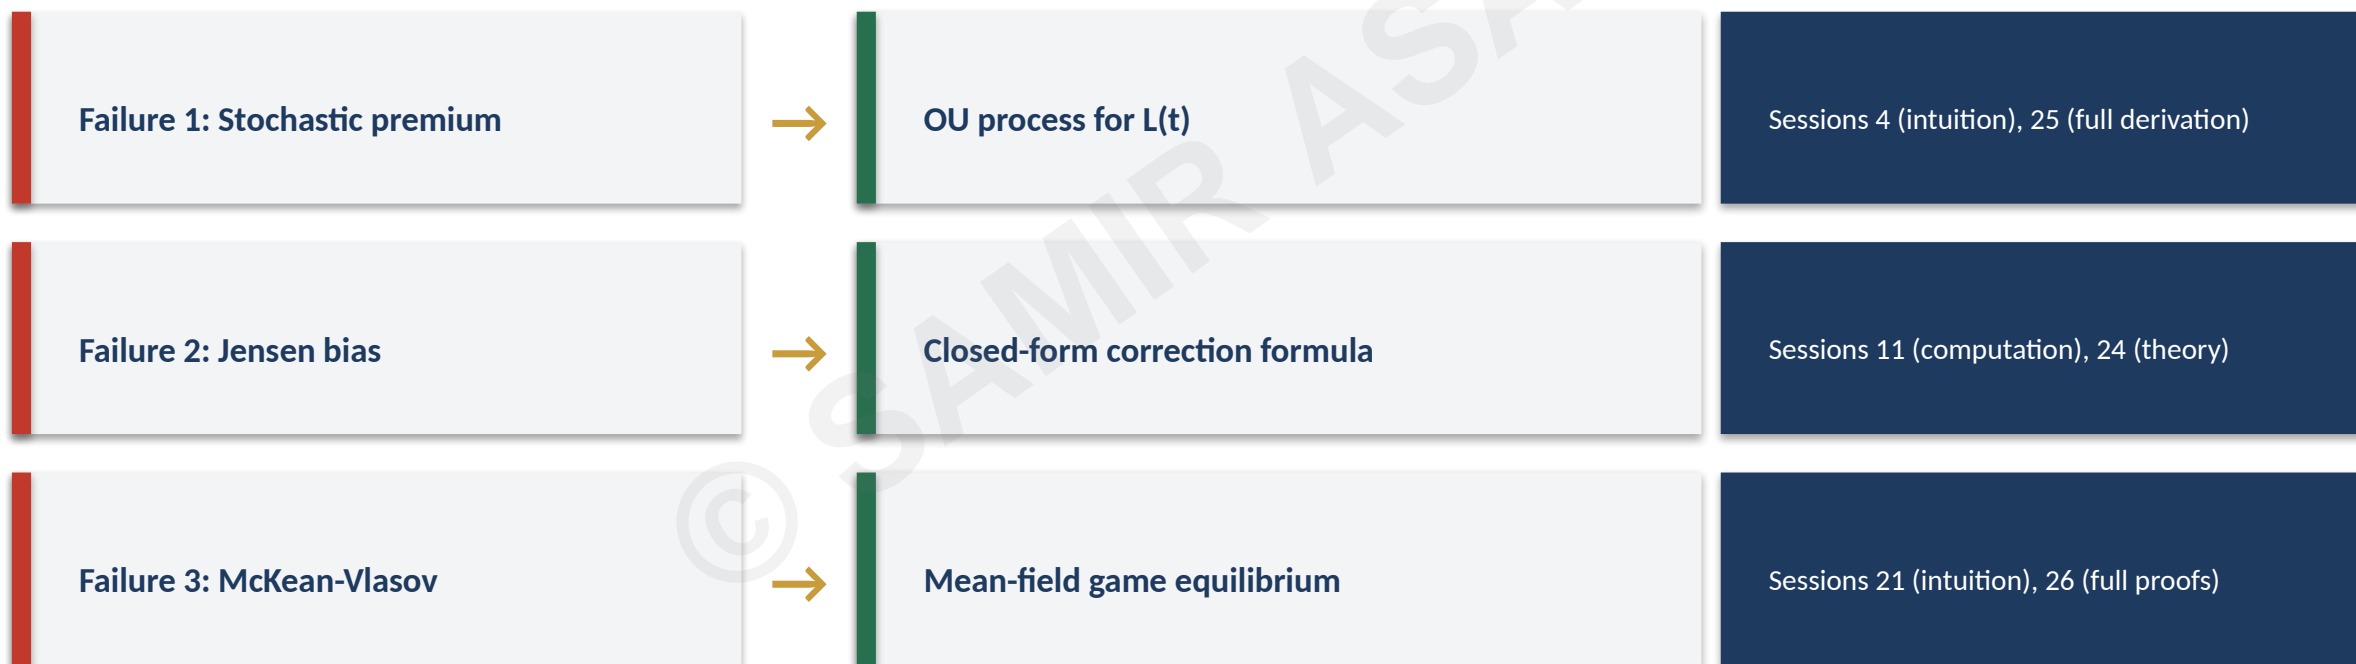 Failure 1: Stochastic premium → OU process for L(t) Sessions 4 (intuition), 25 (full derivation)
Failure 2: Jensen bias → Closed-form correction formula Sessions 11 (computation), 24 (theory)
Failure 3: McKean-Vlasov → Mean-field game equilibrium Sessions 21 (intuition), 26 (full proofs)
© SAMIR